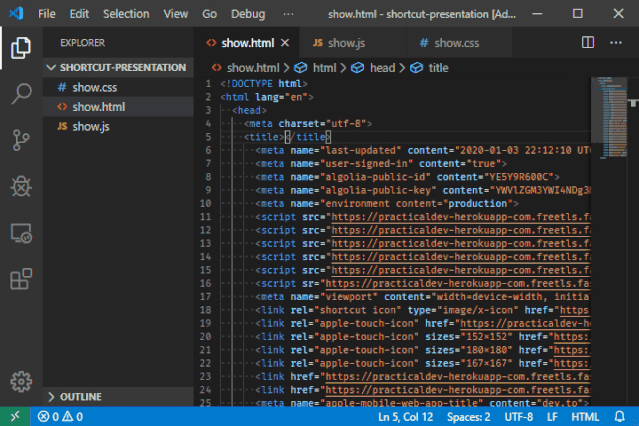 File Edit Selection View Go Debug ··· show.html - shortcut-presentation [Ad...
EXPLORER
SHORTCUT-PRESENTATION
# show.css
<> show.html
JS show.js
OUTLINE
<> show.html JS show.js # show.css
<> show.html > html > head > title
1 <!DOCTYPE html>
2 <html lang="en">
3 <head>
4 <meta charset="utf-8">
5 <title></title>
6 <meta name="last-updated" content="2020-01-03 22:12:10 UT
7 <meta name="user-signed-in" content="true">
8 <meta name="algolia-public-id" content="YE5Y9R600C">
9 <meta name="algolia-public-key" content="YWVlZGM3YWI4NDg3
10 <meta name="environment content="production">
11 <script src="https://practicaldev-herokuapp-com.freetls.fa
12 <script src="https://practicaldev-herokuapp-com.freetls.fa
13 <script src="https://practicaldev-herokuapp-com.freetls.fa
14 <script src="https://practicaldev-herokuapp-com.freetls.fa
15 <script src="https://practicaldev-herokuapp-com.freetls.fa
16 <script sr="https://practicaldev-herokuapp-com.freetls.fas
17 <meta name="viewport" content="width=device-width, initia
18 <link rel="shortcut icon" type="image/x-icon" href="https:
19 <link rel="apple-touch-icon" href="https://practicaldev-he
20 <link rel="apple-touch-icon" sizes="152×152" href="https:
21 <link rel="apple-touch-icon" sizes="180×180" href="https:
22 <link rel="apple-touch-icon" sizes="167×167" href="https:
23 <link href="https://practicaldev-herokuapp-com.freetls.fas
24 <link href="https://practicaldev-herokuapp-com.freetls.fas
25 <meta name="apple-mobile-web-app-title" content="dev.to">
0 0 Ln 5, Col 12 Spaces: 2 UTF-8 LF HTML